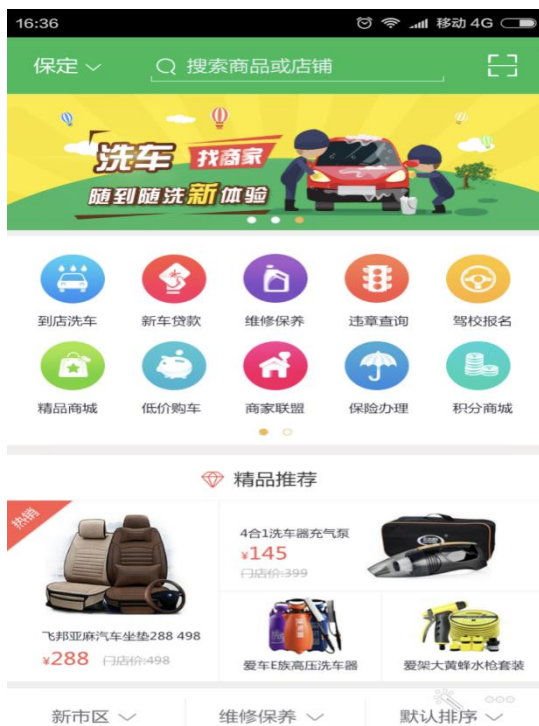 16:36 移动 4G
保定 搜索商品或店铺
洗车 找商家
随到随洗新体验
到店洗车 新车贷款 维修保养 违章查询 驾校报名
精品商城 低价购车 商家联盟 保险办理 积分商城
精品推荐
热销
4合1洗车器充气泵
¥145
门店价:399
飞邦亚麻汽车坐垫288 498
¥288 门店价:498
爱车E族高压洗车器 爱架大黄蜂水枪套装
新市区 维修保养 默认排序